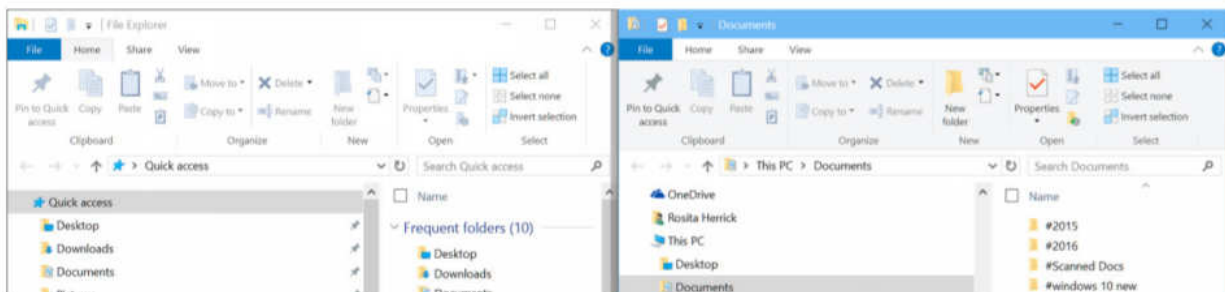 File Explorer
File Home Share View
Pin to Quick access
Copy
Paste
Clipboard
Move to
Copy to
Delete
Rename
Organize
New folder
New
Properties
Open
Select all
Select none
Invert selection
Select
Quick access
Search Quick access
Quick access
Desktop
Downloads
Documents
Name
Frequent folders (10)
Desktop
Downloads
Documents
Documents
File Home Share View
Pin to Quick access
Copy
Paste
Clipboard
Move to
Copy to
Delete
Rename
Organize
New folder
New
Properties
Open
Select all
Select none
Invert selection
Select
This PC > Documents
Search Documents
OneDrive
Rosita Herrick
This PC
Desktop
Documents
Name
#2015
#2016
#Scanned Docs
#windows 10 new